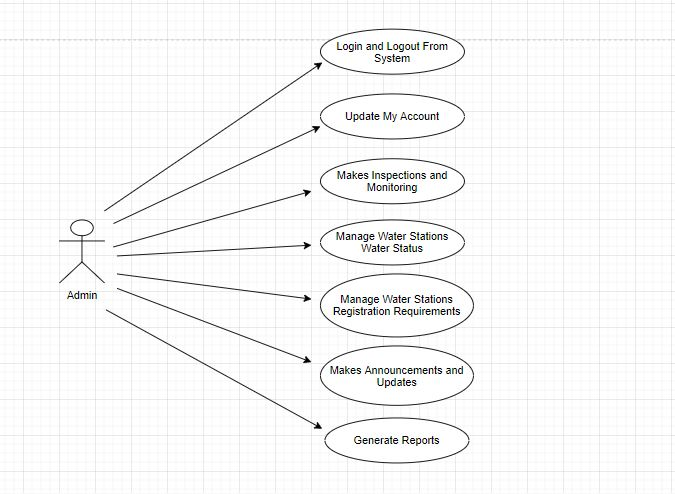 Login and Logout From
System
Update My Account
Makes Inspections and
Monitoring
Manage Water Stations
Water Status
Admin
Manage Water Stations
Registration Requirements
Makes Announcements and
Updates
Generate Reports